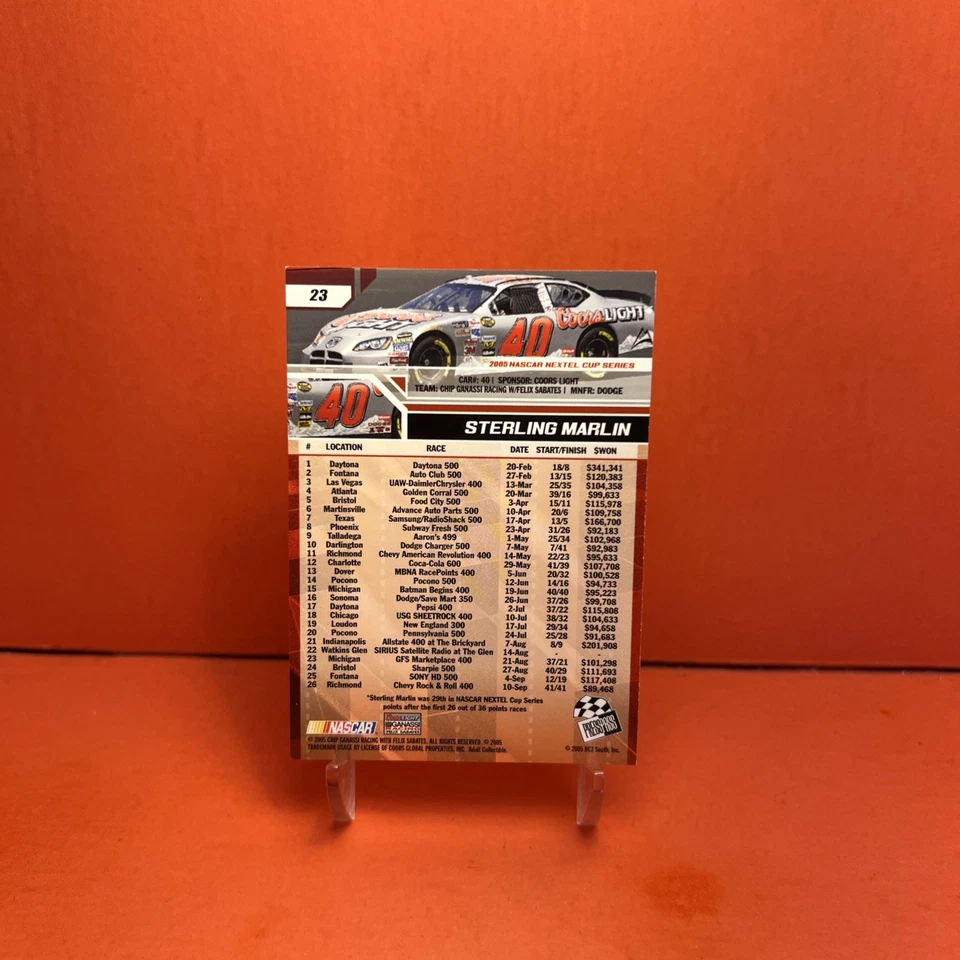 23
Coors LIGHT
40
2005 NASCAR NEXTEL CUP SERIES
CAR#: 40 | SPONSOR: COORS LIGHT
TEAM: CHIP GANASSI RACING W/FELIX SABATES | MNFR: DODGE
40
STERLING MARLIN
# LOCATION RACE DATE START/FINISH $WON
1 Daytona Daytona 500 20-Feb 18/8 $341,341
2 Fontana Auto Club 500 27-Feb 13/15 $120,383
3 Las Vegas UAW-DaimlerChrysler 400 13-Mar 25/35 $104,358
4 Atlanta Golden Corral 500 20-Mar 39/16 $99,633
5 Bristol Food City 500 3-Apr 15/11 $115,978
6 Martinsville Advance Auto Parts 500 10-Apr 20/6 $109,758
7 Texas Samsung/RadioShack 500 17-Apr 13/5 $166,700
8 Phoenix Subway Fresh 500 23-Apr 31/26 $92,183
9 Talladega Aaron's 499 1-May 25/34 $102,968
10 Darlington Dodge Charger 500 7-May 7/41 $92,983
11 Richmond Chevy American Revolution 400 14-May 22/23 $95,633
12 Charlotte Coca-Cola 600 29-May 41/39 $107,708
13 Dover MBNA RacePoints 400 5-Jun 20/32 $100,528
14 Pocono Pocono 500 12-Jun 14/16 $94,733
15 Michigan Batman Begins 400 19-Jun 40/40 $95,223
16 Sonoma Dodge/Save Mart 350 26-Jun 37/26 $99,708
17 Daytona Pepsi 400 2-Jul 37/22 $115,808
18 Chicago USG SHEETROCK 400 10-Jul 38/32 $104,633
19 Loudon New England 300 17-Jul 29/34 $94,658
20 Pocono Pennsylvania 500 24-Jul 25/28 $91,683
21 Indianapolis Allstate 400 at The Brickyard 7-Aug 8/9 $201,908
22 Watkins Glen SIRIUS Satellite Radio at The Glen 14-Aug - -
23 Michigan GFS Marketplace 400 21-Aug 37/21 $101,298
24 Bristol Sharpie 500 27-Aug 40/29 $111,693
25 Fontana SONY HD 500 4-Sep 12/19 $117,408
26 Richmond Chevy Rock & Roll 400 10-Sep 41/41 $89,468
*Sterling Marlin was 29th in NASCAR NEXTEL Cup Series
points after the first 26 out of 36 points races
NASCAR
GANASSI
PRESS PASS
© 2005 CHIP GANASSI RACING WITH FELIX SABATES. ALL RIGHTS RESERVED. © 2005
TRADEMARK USAGE BY LICENSE OF COORS GLOBAL PROPERTIES, INC. Adult Collectible.
© 2005 RC2 South, Inc.